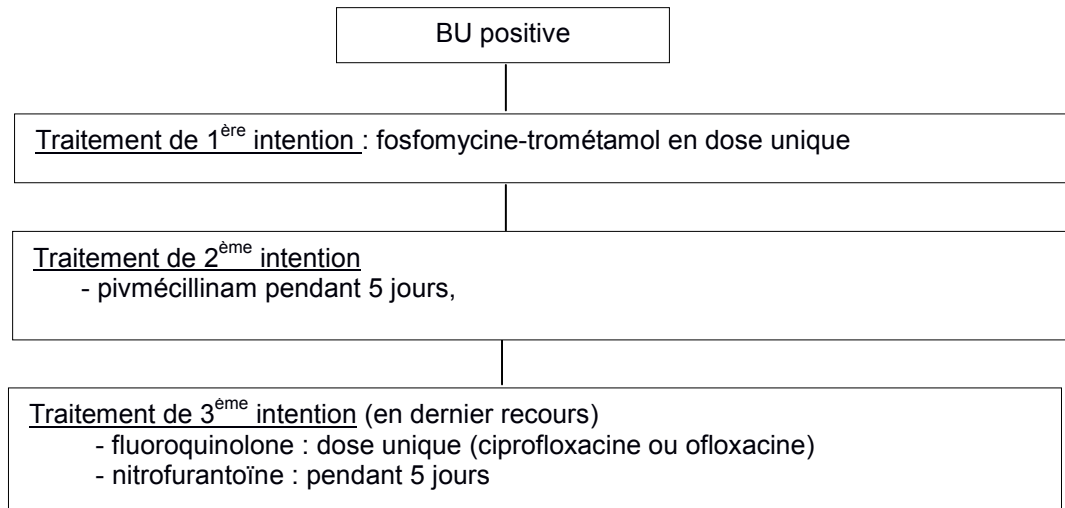 BU positive
Traitement de 1ère intention : fosfomycine-trométamol en dose unique
Traitement de 2ème intention
- pivmécillinam pendant 5 jours,
Traitement de 3ème intention (en dernier recours)
- fluoroquinolone : dose unique (ciprofloxacine ou ofloxacine)
- nitrofurantoïne : pendant 5 jours